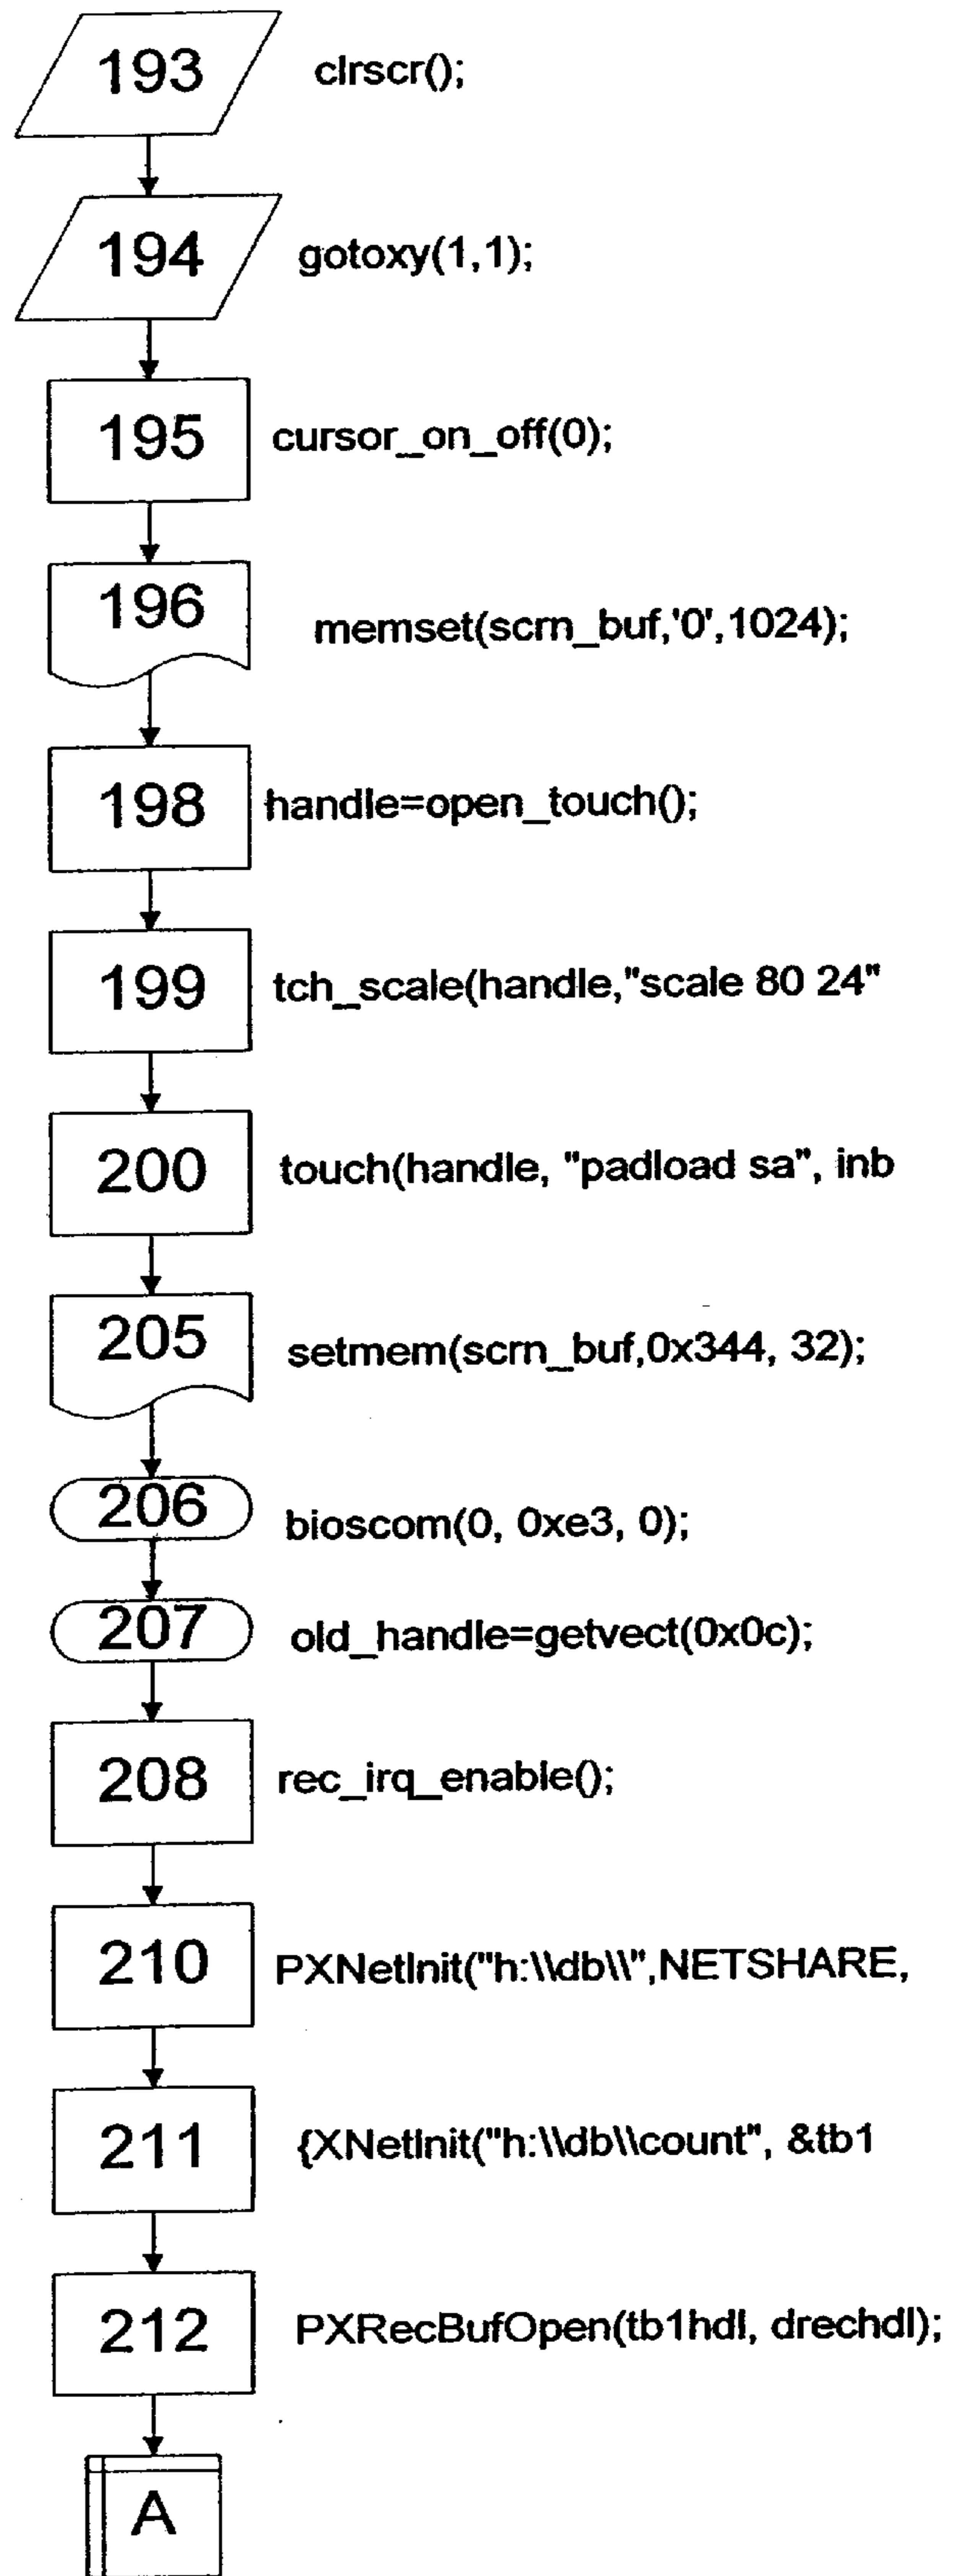 193 clrscr();
194 gotoxy(1,1);
195 cursor_on_off(0);
196 memset(scrn_buf,'0',1024);
198 handle=open_touch();
199 tch_scale(handle,"scale 80 24"
200 touch(handle, "padload sa", inb
205 setmem(scrn_buf,0x344, 32);
206 bioscom(0, 0xe3, 0);
207 old_handle=getvect(0x0c);
208 rec_irq_enable();
210 PXNetInit("h:\\db\\",NETSHARE,
211 {XNetInit("h:\\db\\count", &tb1
212 PXRecBufOpen(tb1hdl, drechdl);
A